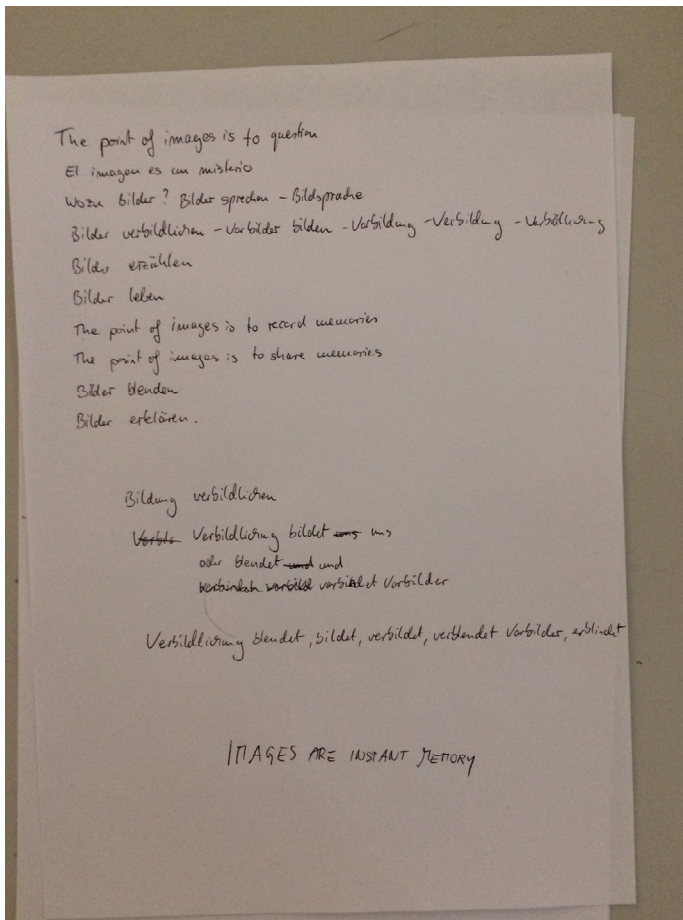 The point of images is to question
El imagen es un misterio
Wozu bilder? Bilder sprechen - Bildsprache
Bilder verbildlichen - Vorbilder bilden - Vorbildung - Verbildung - Verbildlichung
Bilder erzählen
Bilder leben
The point of images is to record memories
The point of images is to share memories
Bilder blenden
Bilder erklären.
Bildung verbildlichen
Verbildlichung bildet uns
oder blendet und
verbildet Vorbilder
Verbildlichung blendet, bildet, verbildet, verblendet Vorbilder, erblindet
IMAGES ARE INSTANT MEMORY